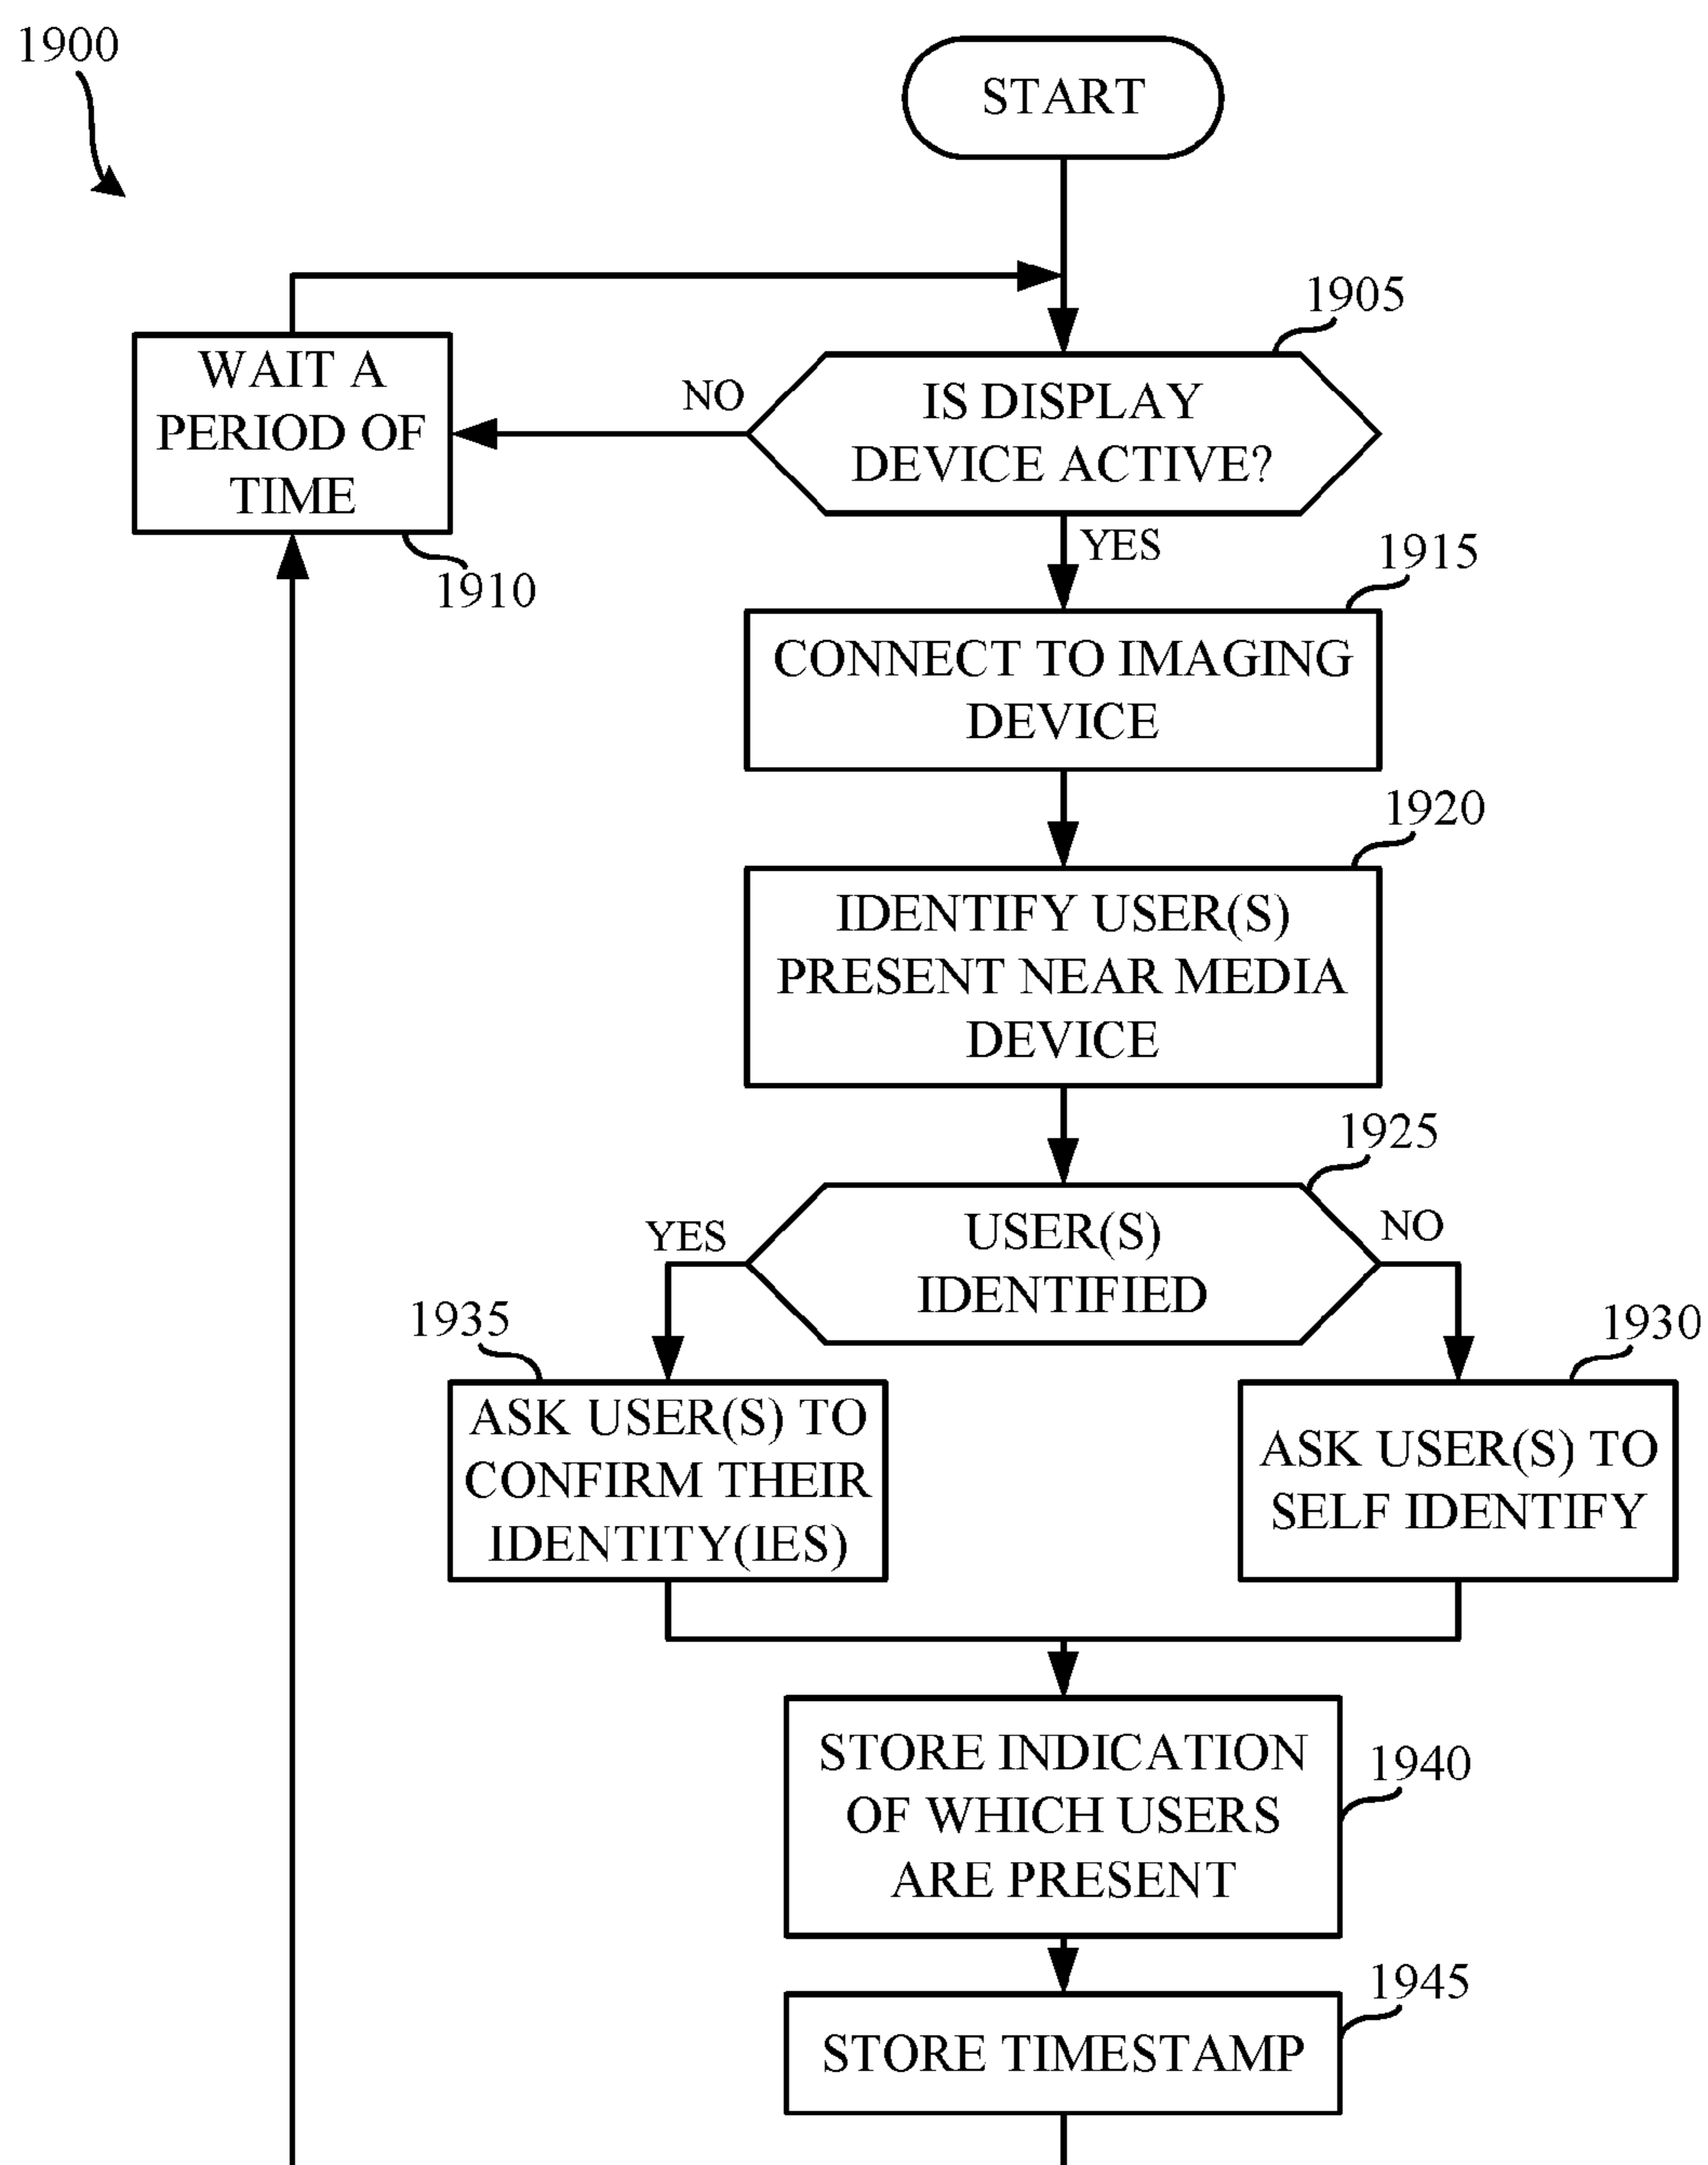 1900
START
1905
WAIT A
PERIOD OF
TIME
NO
IS DISPLAY
DEVICE ACTIVE?
1910
YES
1915
CONNECT TO IMAGING
DEVICE
1920
IDENTIFY USER(S)
PRESENT NEAR MEDIA
DEVICE
1925
YES
USER(S)
IDENTIFIED
NO
1935
ASK USER(S) TO
CONFIRM THEIR
IDENTITY(IES)
1930
ASK USER(S) TO
SELF IDENTIFY
STORE INDICATION
OF WHICH USERS
ARE PRESENT
1940
1945
STORE TIMESTAMP